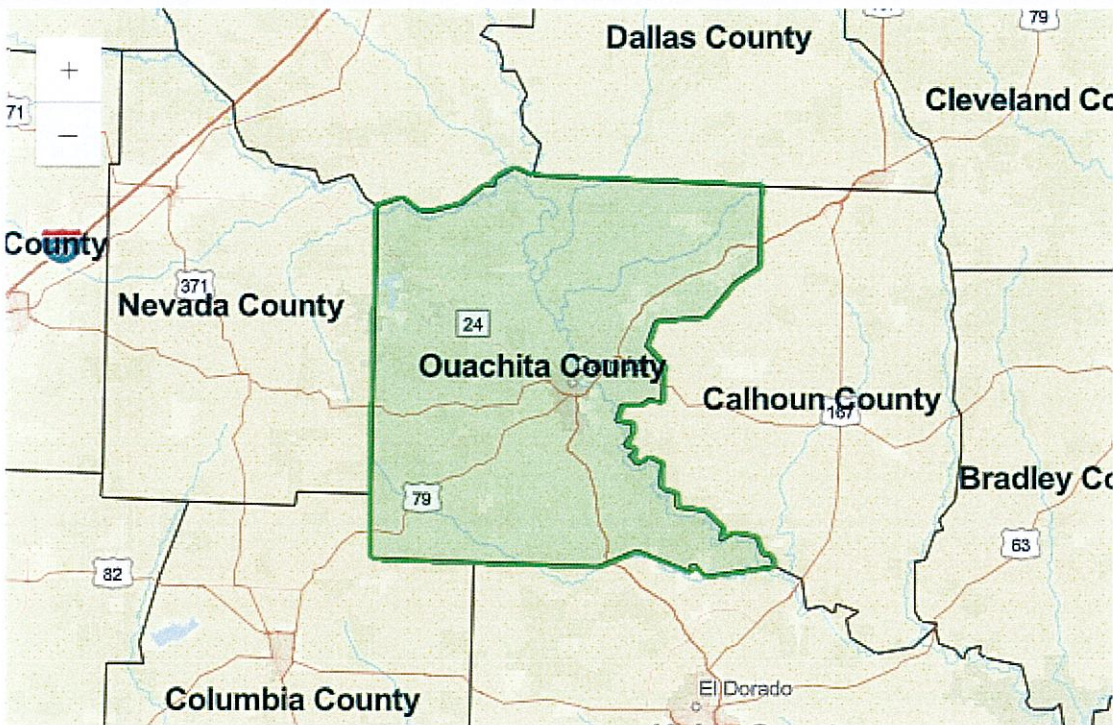 Dallas County
79
+
71
−
Cleveland Co
County
371
Nevada County
24
Ouachita County
Calhoun County
167
79
Bradley Co
63
82
El Dorado
Columbia County